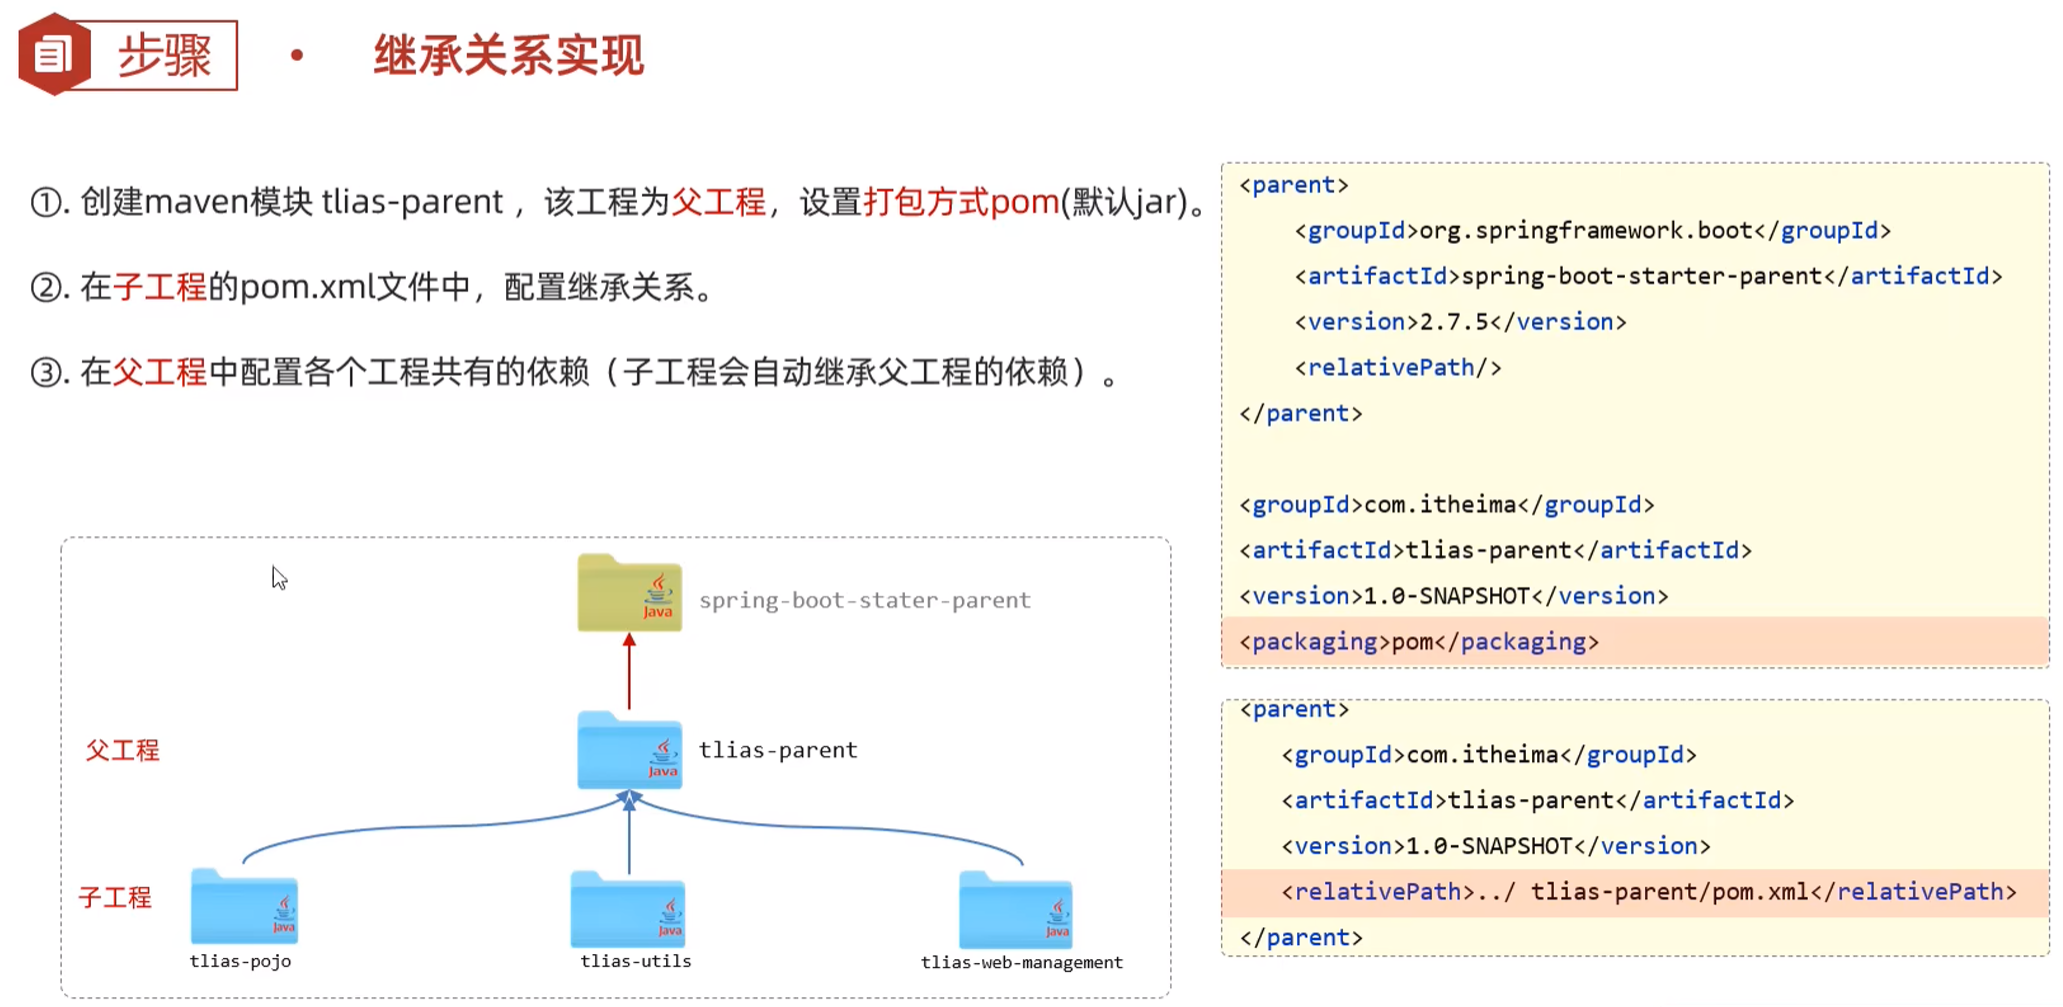 步骤
• 继承关系实现
①. 创建maven模块 tlias-parent ，该工程为父工程，设置打包方式pom(默认jar)。
②. 在子工程的pom.xml文件中，配置继承关系。
③. 在父工程中配置各个工程共有的依赖（子工程会自动继承父工程的依赖）。
Java
spring-boot-stater-parent
父工程
Java
tlias-parent
子工程
Java
Java
Java
tlias-pojo
tlias-utils
tlias-web-management
<parent>
<groupId>org.springframework.boot</groupId>
<artifactId>spring-boot-starter-parent</artifactId>
<version>2.7.5</version>
<relativePath/>
</parent>
<groupId>com.itheima</groupId>
<artifactId>tlias-parent</artifactId>
<version>1.0-SNAPSHOT</version>
<packaging>pom</packaging>
<parent>
<groupId>com.itheima</groupId>
<artifactId>tlias-parent</artifactId>
<version>1.0-SNAPSHOT</version>
<relativePath>../ tlias-parent/pom.xml</relativePath>
</parent>